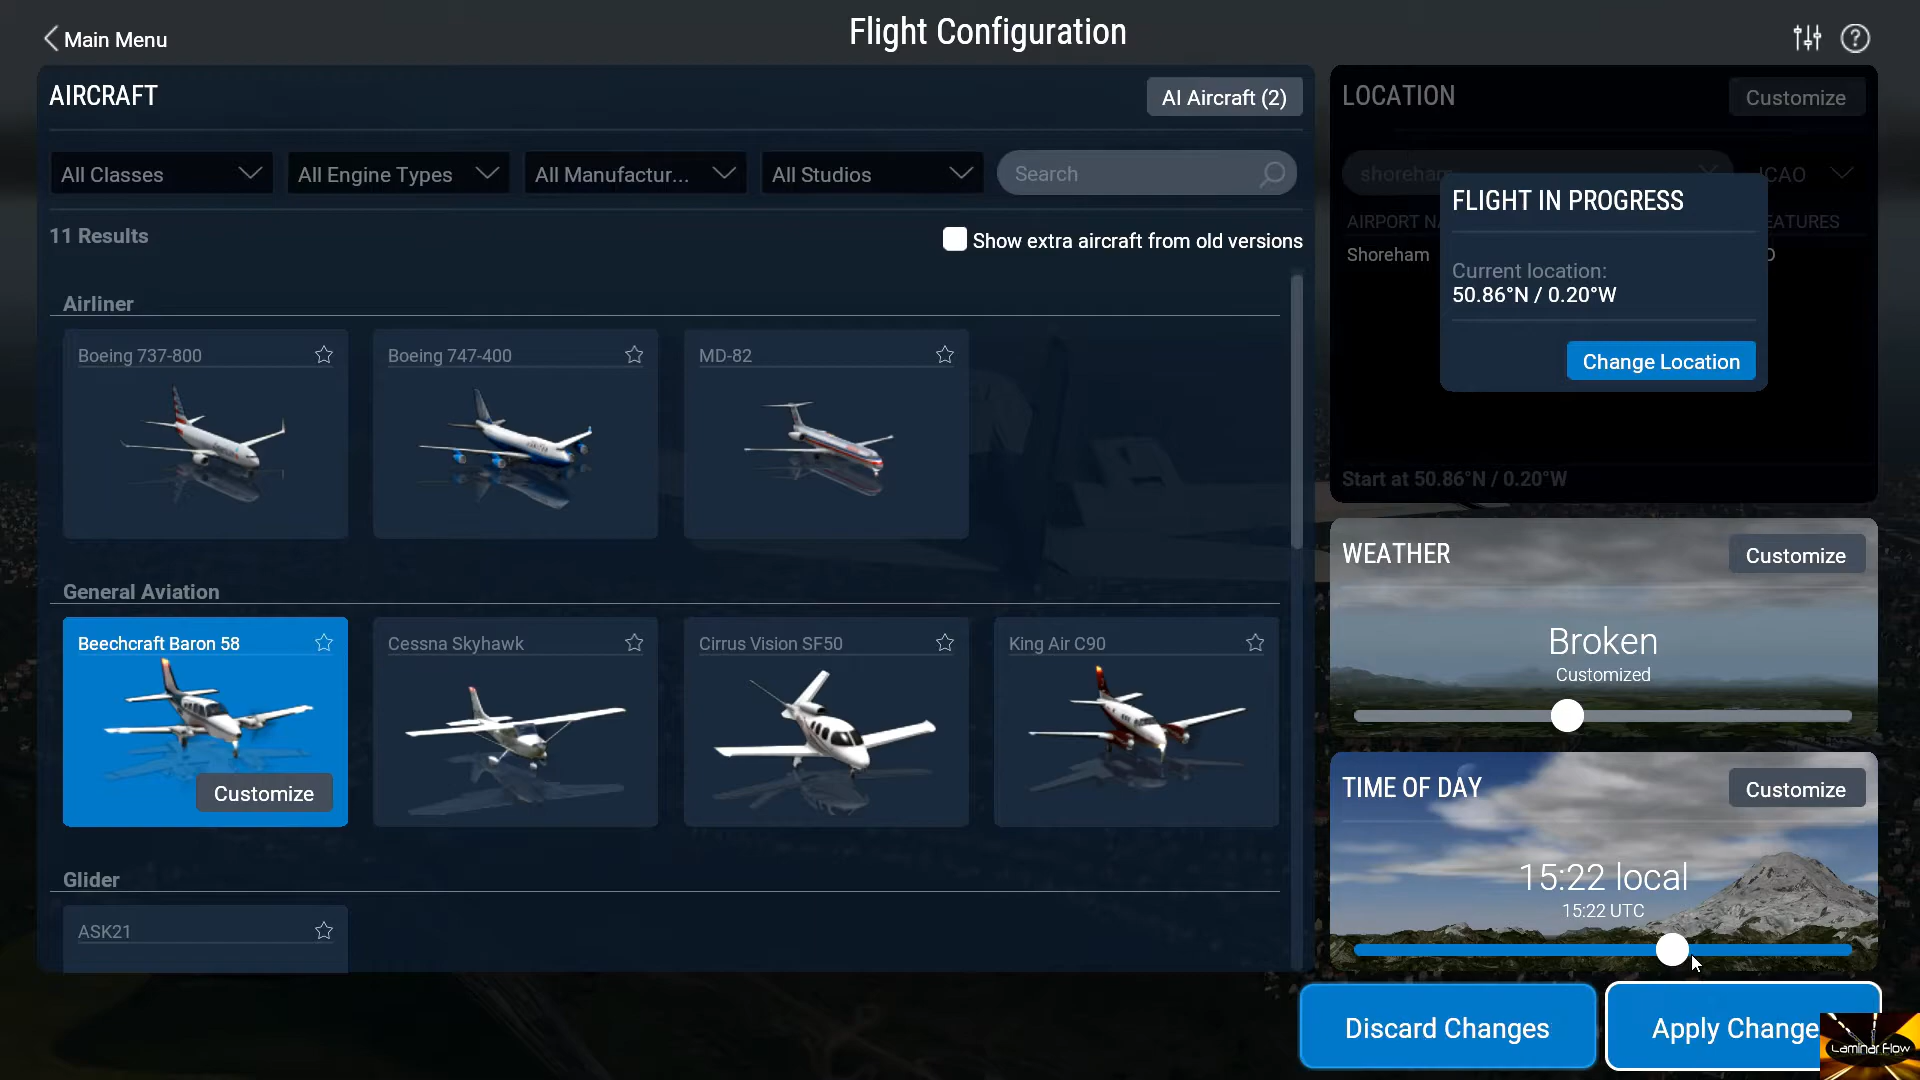 Main Menu
Flight Configuration
AIRCRAFT
AI Aircraft (2)
All Classes
All Engine Types
All Manufactur...
All Studios
Search
11 Results
Show extra aircraft from old versions
Airliner
Boeing 737-800
Boeing 747-400
MD-82
General Aviation
Beechcraft Baron 58
Customize
Cessna Skyhawk
Cirrus Vision SF50
King Air C90
Glider
ASK21
LOCATION
Customize
shoreham
ICAO
AIRPORT NA
EATURES
Shoreham
FLIGHT IN PROGRESS
Current location:
50.86°N / 0.20°W
Change Location
Start at 50.86°N / 0.20°W
WEATHER
Customize
Broken
Customized
TIME OF DAY
Customize
15:22 local
15:22 UTC
Discard Changes
Apply Change
Laminar Flow